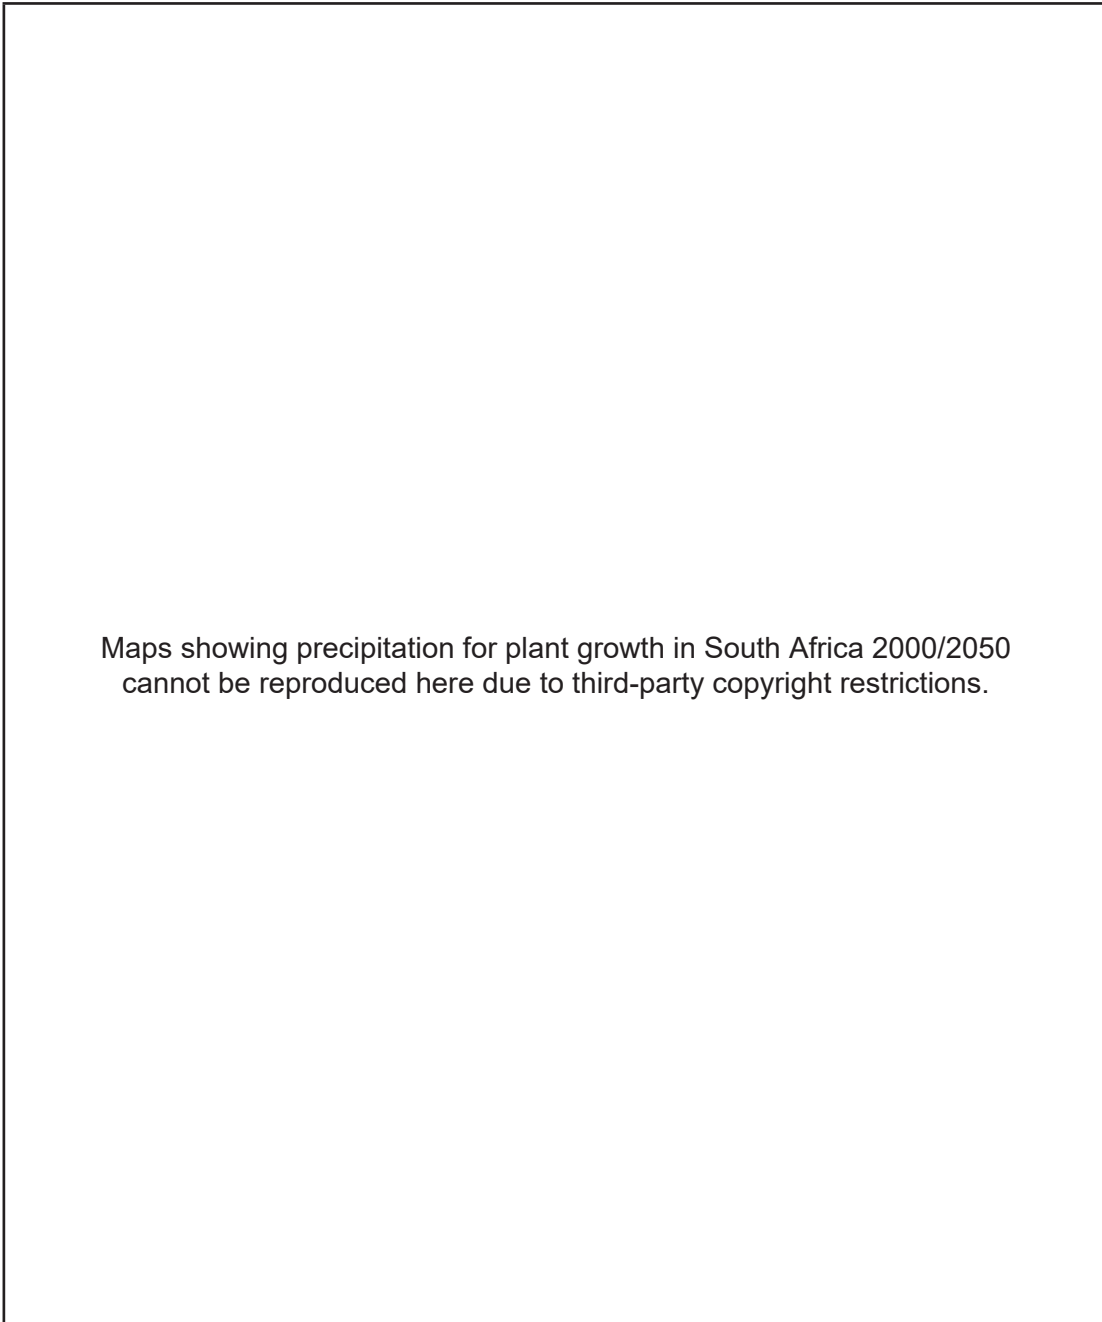 Maps showing precipitation for plant growth in South Africa 2000/2050
cannot be reproduced here due to third-party copyright restrictions.